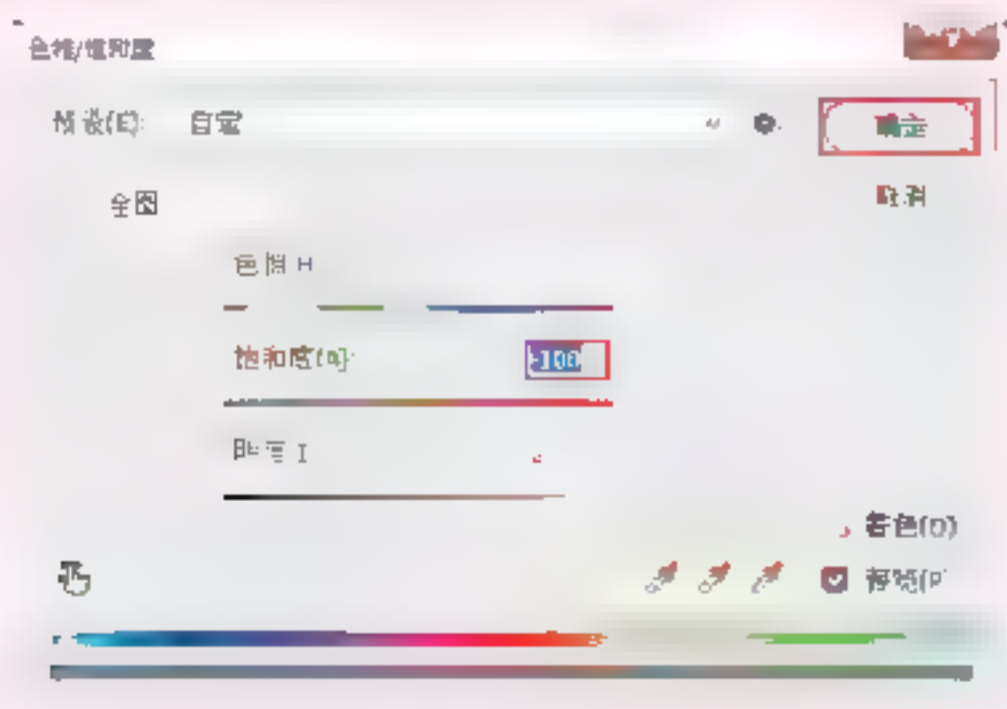 色相/饱和度
预设(E): 自定
确定
全图
取消
色相 H
饱和度(A):
-100
明度 I
着色(O)
预览(P